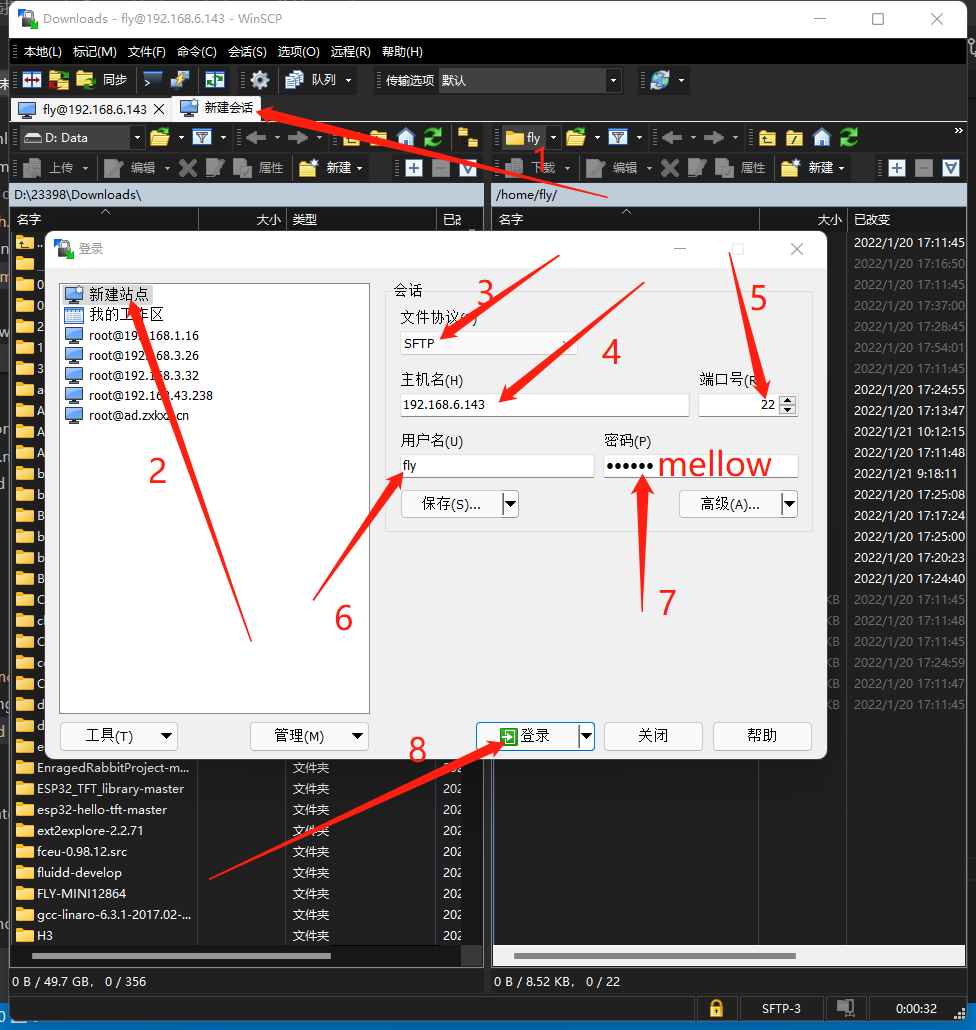 Downloads - fly@192.168.6.143 - WinSCP
本地(L) 标记(M) 文件(F) 命令(C) 会话(S) 选项(O) 远程(R) 帮助(H)
同步 队列 传输选项 默认
fly@192.168.6.143 新建会话
D: Data fly
1
上传 编辑 属性 新建 下载 编辑 属性 新建
D:\23398\Downloads\ /home/fly/
名字 大小 类型 名字 大小 已改变
2022/1/20 17:11:45
2022/1/20 17:16:50
2022/1/20 17:11:45
2022/1/20 17:37:00
2022/1/20 17:28:45
2022/1/20 17:54:01
2022/1/20 17:11:45
2022/1/20 17:24:55
2022/1/20 17:13:47
2022/1/21 10:12:15
2022/1/20 17:11:48
2022/1/21 9:18:11
2022/1/20 17:25:08
2022/1/20 17:17:24
2022/1/20 17:25:00
2022/1/20 17:20:23
2022/1/20 17:24:40
KB 2022/1/20 17:11:45
KB 2022/1/20 17:11:48
KB 2022/1/20 17:11:45
KB 2022/1/20 17:24:59
KB 2022/1/20 17:11:47
KB 2022/1/20 17:11:45
登录
新建站点
我的工作区
root@192.168.1.16
root@192.168.3.26
root@192.168.3.32
root@192.168.43.238
2
会话
文件协议
3
SFTP
4
5
主机名(H) 端口号(R)
192.168.6.143 22
用户名(U) 密码(P)
fly •••••• mellow
保存(S)... 高级(A)...
6
7
工具(T) 管理(M) 登录 关闭 帮助
8
EnragedRabbitProject-m... 文件夹
ESP32_TFT_library-master 文件夹
esp32-hello-tft-master 文件夹
ext2explore-2.2.71 文件夹
fceu-0.98.12.src 文件夹
fluidd-develop 文件夹
FLY-MINI12864 文件夹
gcc-linaro-6.3.1-2017.02-... 文件夹
H3 文件夹
0 B / 49.7 GB, 0 / 356 0 B / 8.52 KB, 0 / 22
SFTP-3 0:00:32